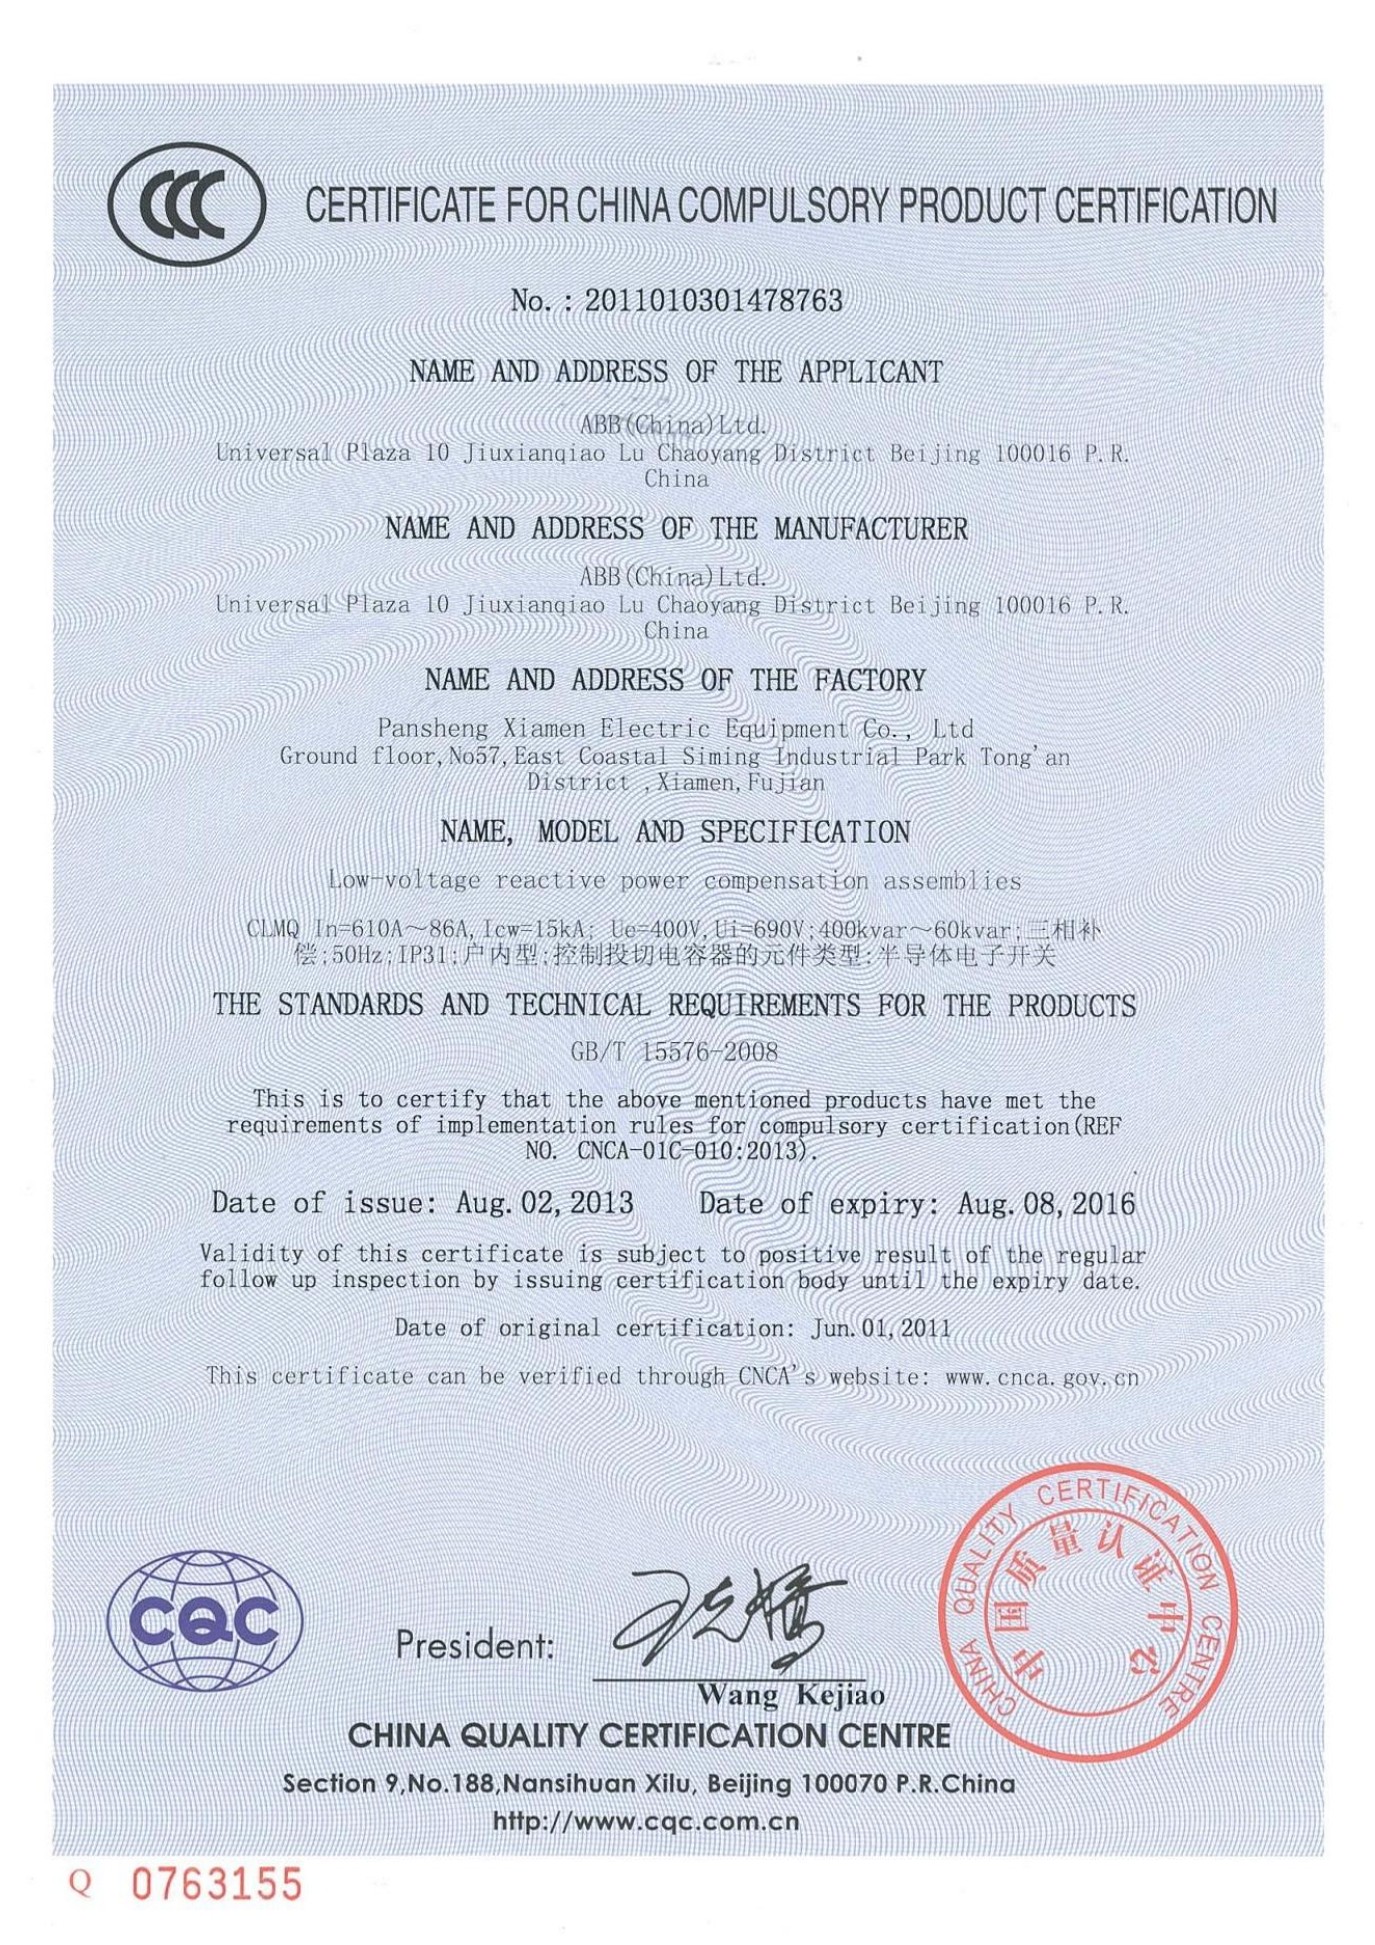 CCC
CERTIFICATE FOR CHINA COMPULSORY PRODUCT CERTIFICATION
No. : 2011010301478763
NAME AND ADDRESS OF THE APPLICANT
ABB(China)Ltd.
Universal Plaza 10 Jiuxianqiao Lu Chaoyang District Beijing 100016 P.R.
China
NAME AND ADDRESS OF THE MANUFACTURER
ABB(China)Ltd.
Universal Plaza 10 Jiuxianqiao Lu Chaoyang District Beijing 100016 P.R.
China
NAME AND ADDRESS OF THE FACTORY
Pansheng Xiamen Electric Equipment Co., Ltd
Ground floor,No57,East Coastal Siming Industrial Park Tong'an
District ,Xiamen,Fujian
NAME, MODEL AND SPECIFICATION
Low-voltage reactive power compensation assemblies
CLMQ In=610A～86A,Icw=15kA; Ue=400V,Ui=690V;400kvar～60kvar;三相补
偿;50Hz;IP31;户内型;控制投切电容器的元件类型:半导体电子开关
THE STANDARDS AND TECHNICAL REQUIREMENTS FOR THE PRODUCTS
GB/T 15576-2008
This is to certify that the above mentioned products have met the
requirements of implementation rules for compulsory certification(REF
NO. CNCA-01C-010:2013).
Date of issue: Aug.02,2013 Date of expiry: Aug.08,2016
Validity of this certificate is subject to positive result of the regular
follow up inspection by issuing certification body until the expiry date.
Date of original certification: Jun.01,2011
This certificate can be verified through CNCA's website: www.cnca.gov.cn
CHINA QUALITY CERTIFICATION CENTRE
中国质量认证中心
CQC
President:
Wang Kejiao
CHINA QUALITY CERTIFICATION CENTRE
Section 9,No.188,Nansihuan Xilu, Beijing 100070 P.R.China
http://www.cqc.com.cn
Q 0763155